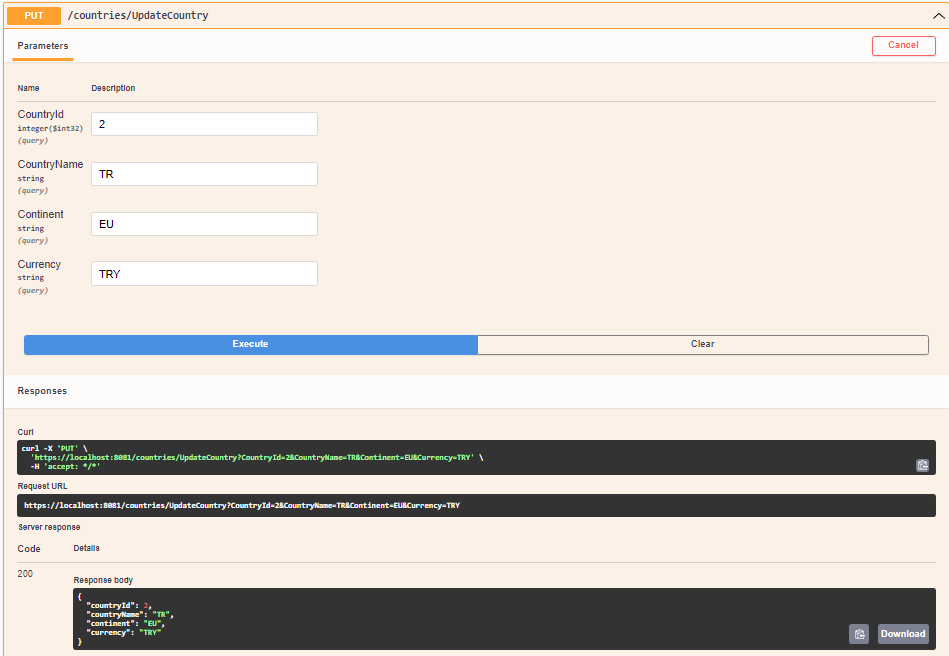 PUT /countries/UpdateCountry
Parameters
Cancel
Name Description
CountryId
integer($int32)
(query)
2
CountryName
string
(query)
TR
Continent
string
(query)
EU
Currency
string
(query)
TRY
Execute
Clear
Responses
Curl
curl -X 'PUT' \
'https://localhost:8081/countries/UpdateCountry?CountryId=2&CountryName=TR&Continent=EU&Currency=TRY' \
-H 'accept: */*'
Request URL
https://localhost:8081/countries/UpdateCountry?CountryId=2&CountryName=TR&Continent=EU&Currency=TRY
Server response
Code Details
200
Response body
{
"countryId": 2,
"countryName": "TR",
"continent": "EU",
"currency": "TRY"
}
Download